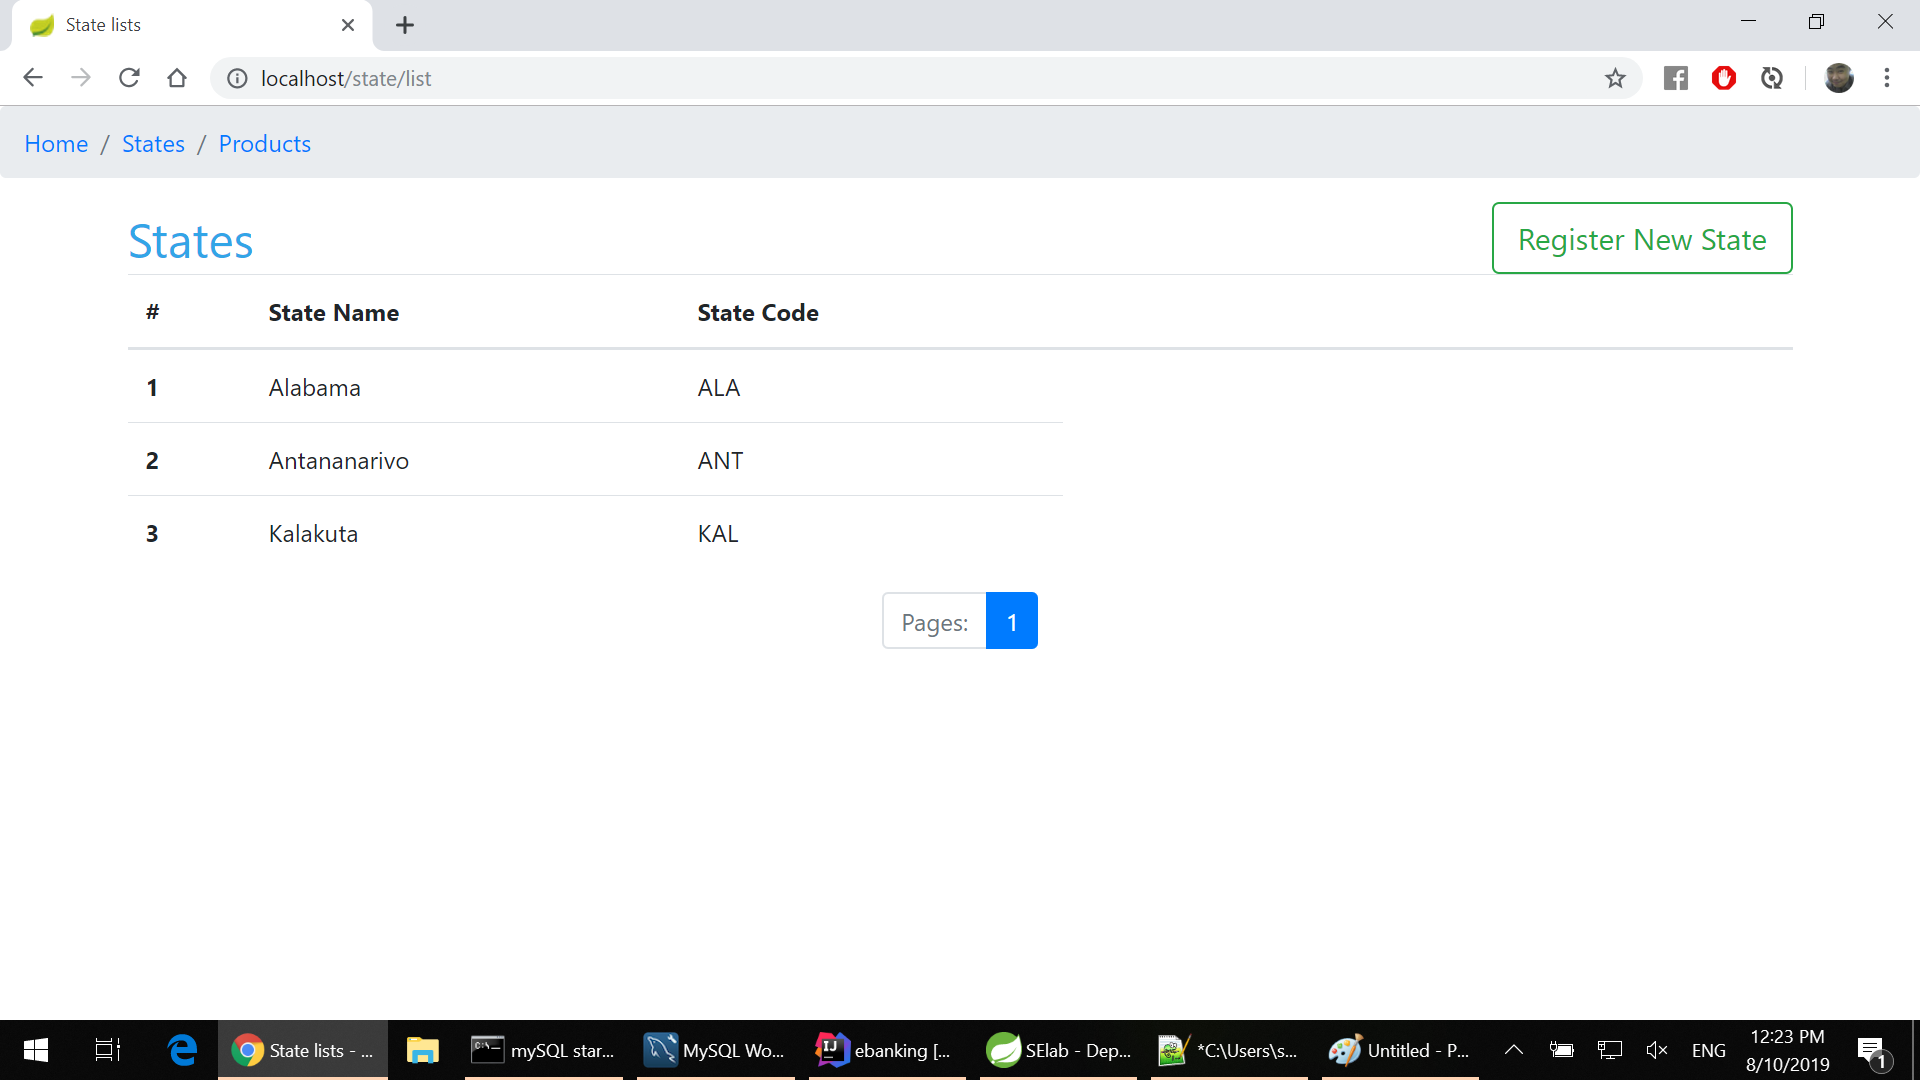 State lists
localhost/state/list
Home / States / Products
States
Register New State
# State Name State Code
1 Alabama ALA
2 Antananarivo ANT
3 Kalakuta KAL
Pages: 1
State lists - ... mySQL star... MySQL Wo... ebanking [... SElab - Dep... *C:\Users\s... Untitled - P... ENG 12:23 PM
8/10/2019 1